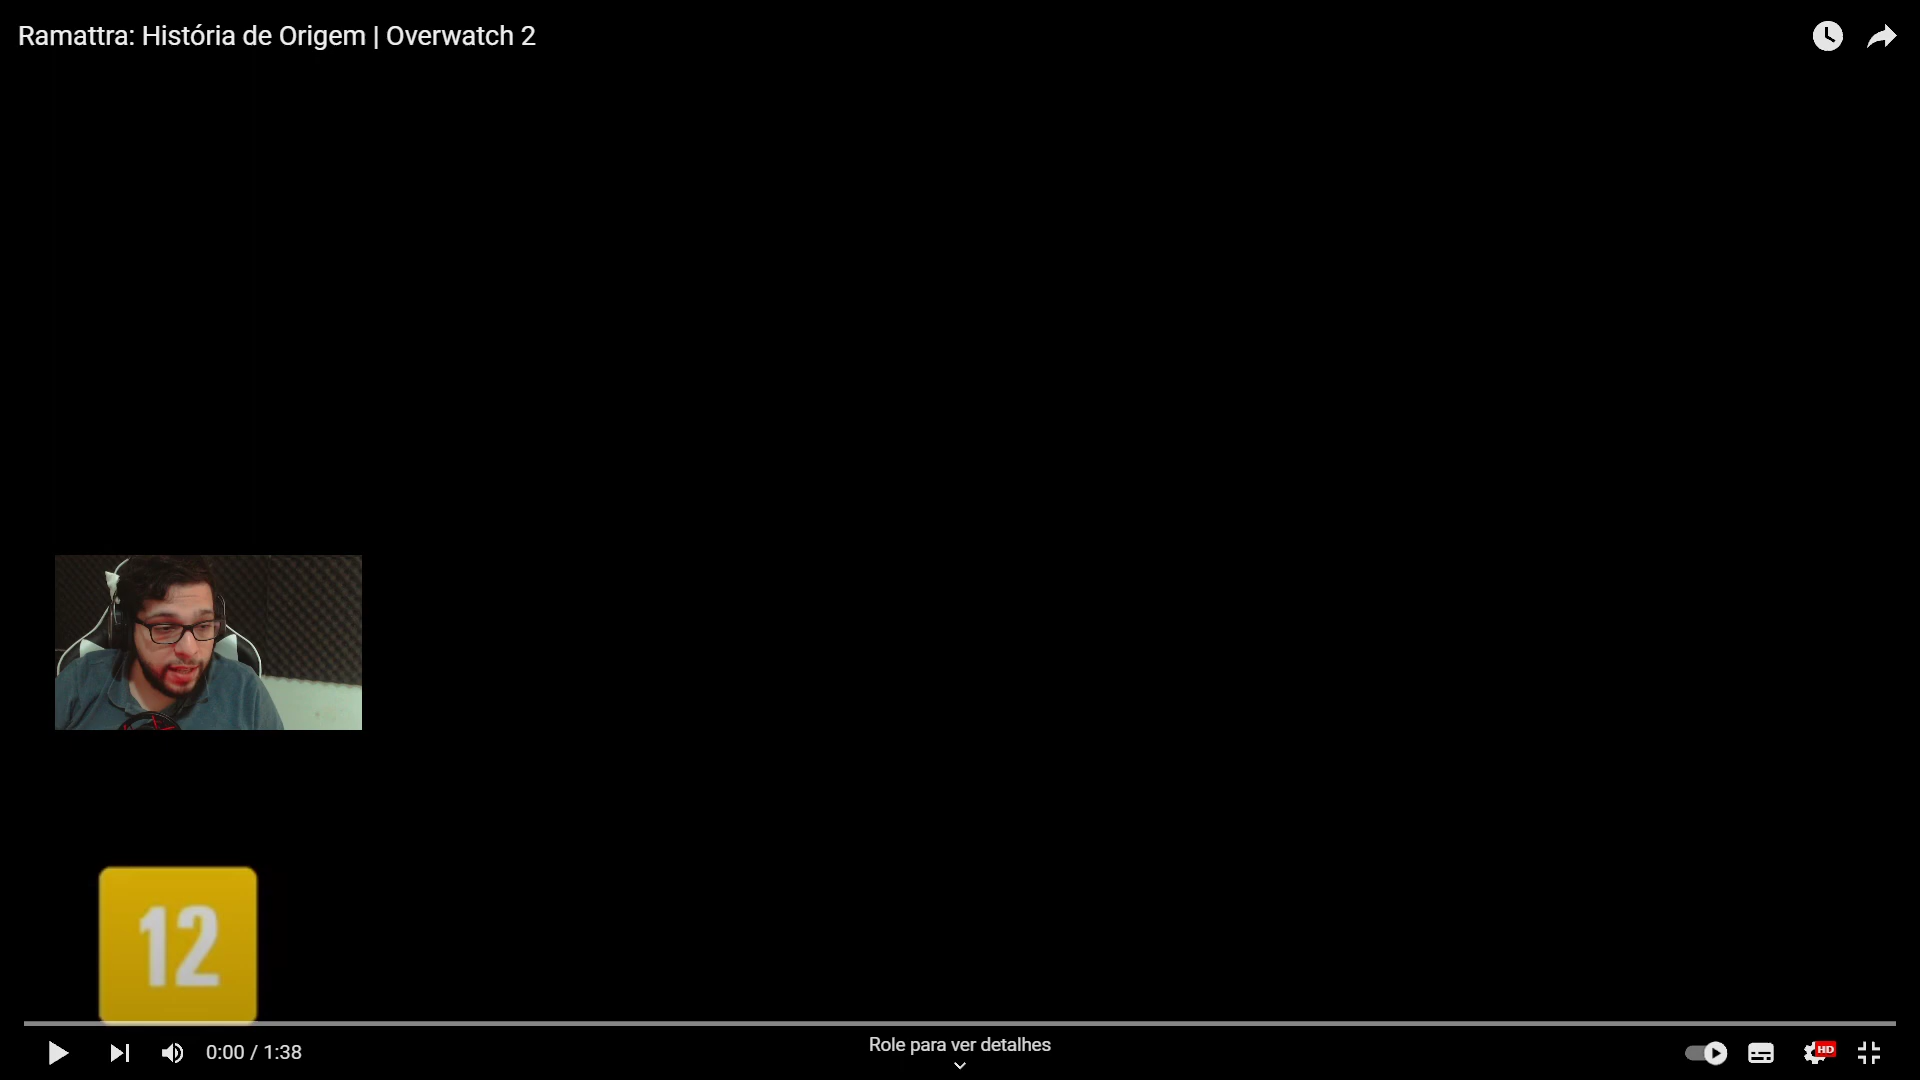 Ramattra: História de Origem | Overwatch 2
12
0:00 / 1:38
Role para ver detalhes
HD